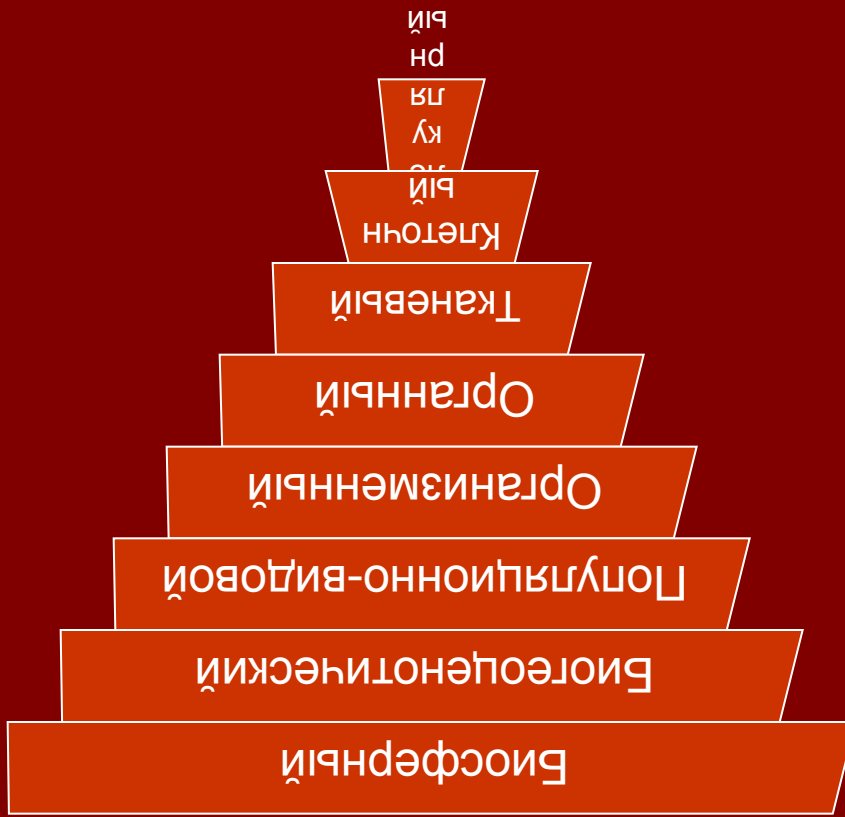 Биосферный
Биогеоценотический
Популяционно-видовой
Организменный
Органный
Тканевый
Клеточн
ый
ку
ля
рн
ый